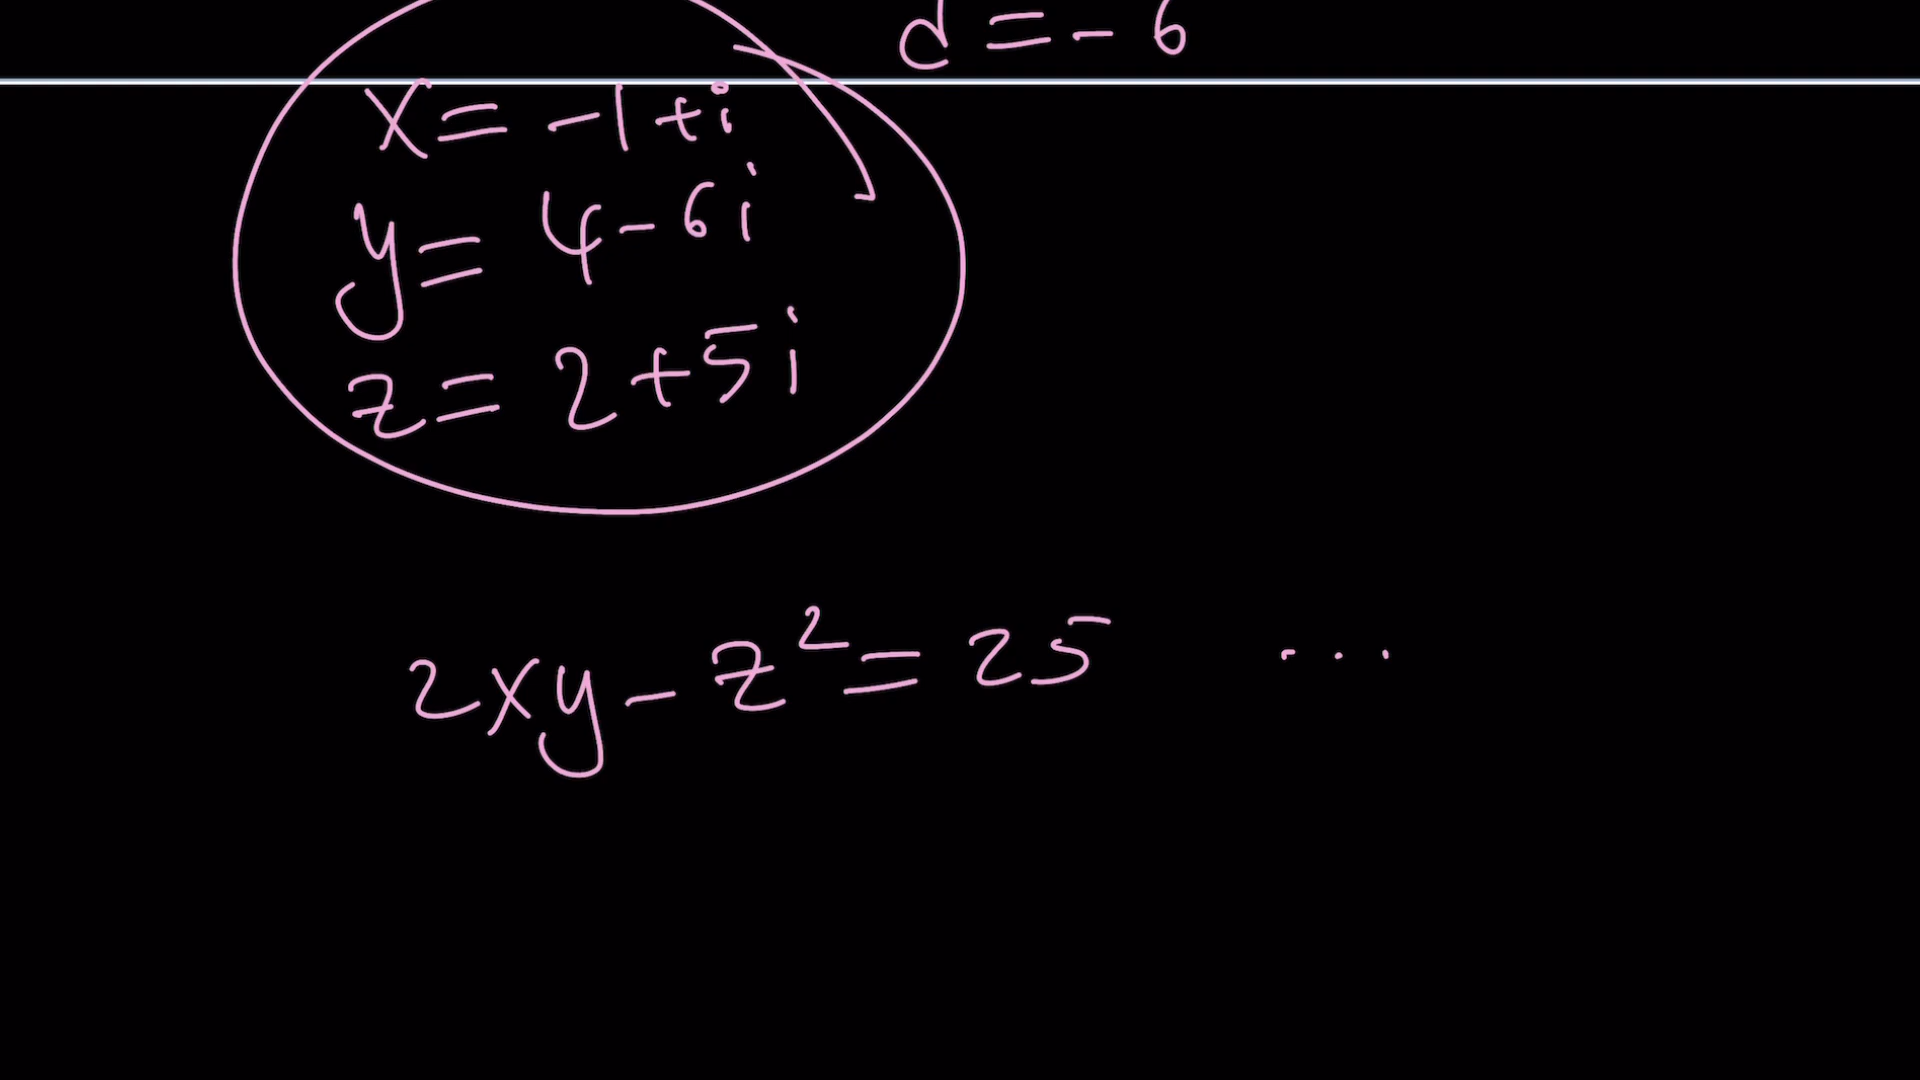 d = - 6
x = -1 + i
y = 4 - 6i
z = 2 + 5i
2xy - z² = 25 ...